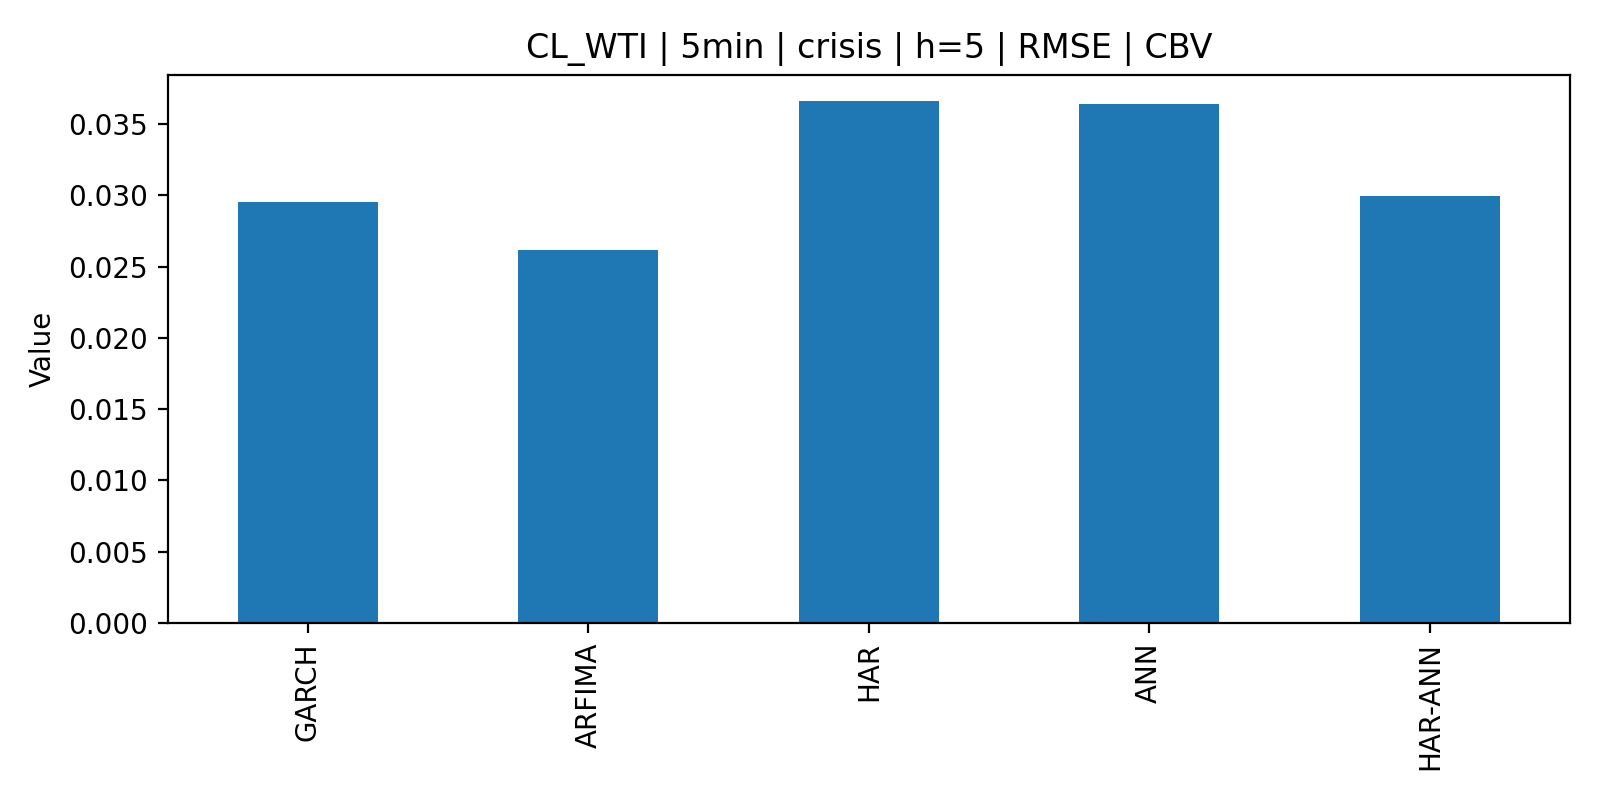 CL_WTI | 5min | crisis | h=5 | RMSE | CBV
Value
0.035
0.030
0.025
0.020
0.015
0.010
0.005
0.000
GARCH
ARFIMA
HAR
ANN
HAR-ANN